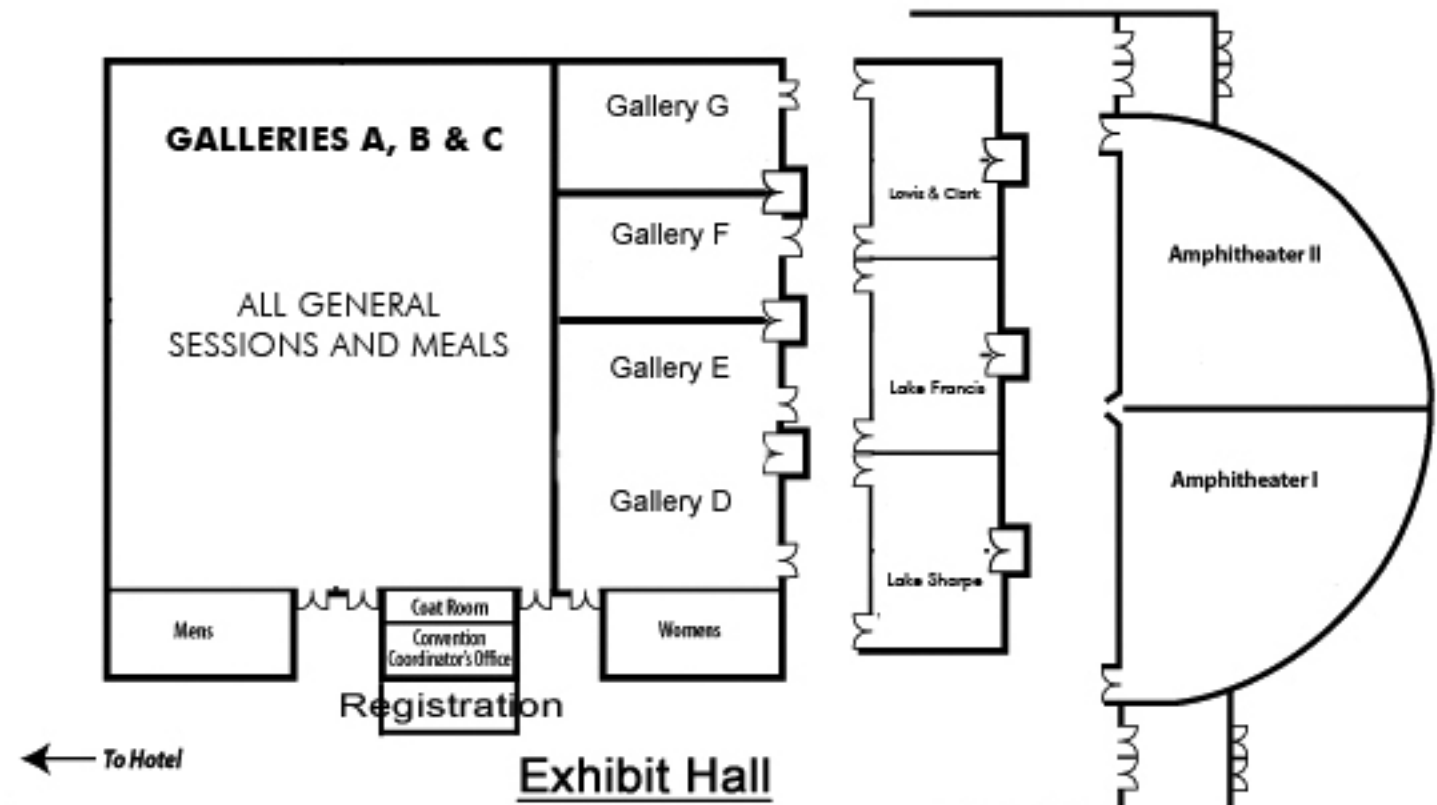 GALLERIES A, B & C
ALL GENERAL
SESSIONS AND MEALS
Gallery G
Gallery F
Gallery E
Gallery D
Lewis & Clark
Lake Francis
Lake Sharpe
Amphitheater II
Amphitheater I
Mens
Coat Room
Convention
Coordinator's Office
Womens
Registration
To Hotel
Exhibit Hall